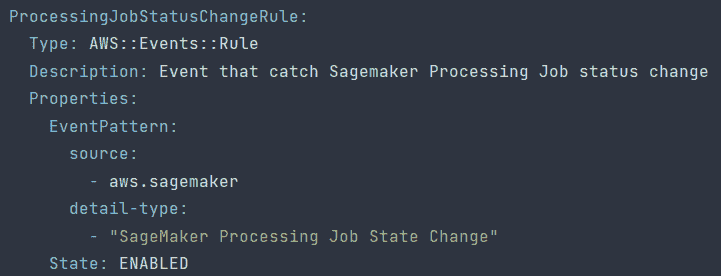 ProcessingJobStatusChangeRule:
  Type: AWS::Events::Rule
  Description: Event that catch Sagemaker Processing Job status change
  Properties:
    EventPattern:
      source:
        - aws.sagemaker
      detail-type:
        - "SageMaker Processing Job State Change"
    State: ENABLED